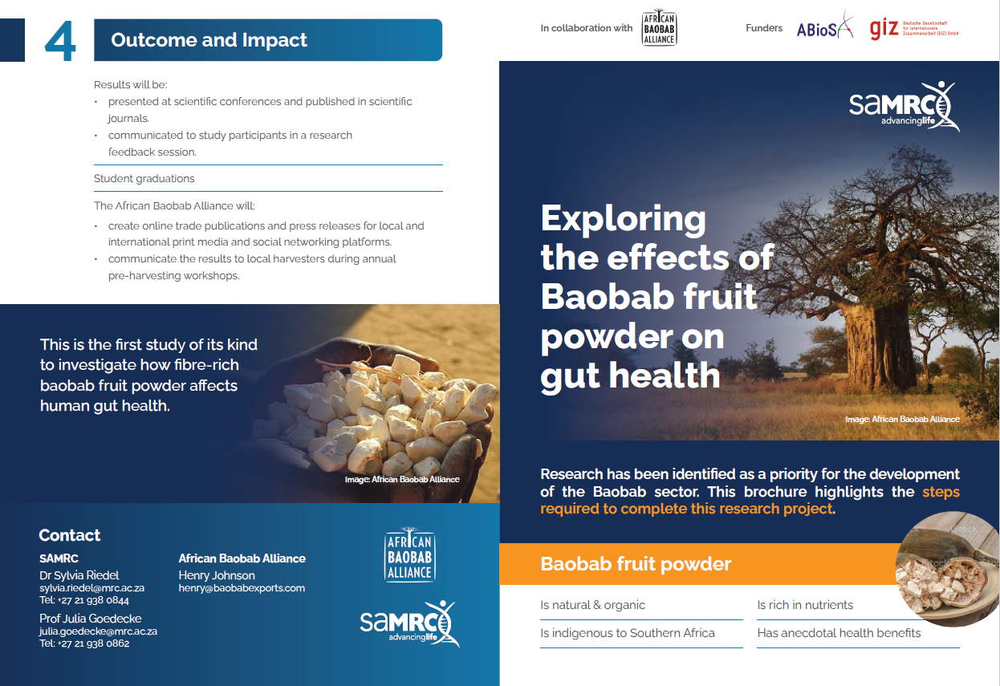 4
Outcome and Impact
Results will be:
• presented at scientific conferences and published in scientific
journals.
• communicated to study participants in a research
feedback session.
Student graduations
The African Baobab Alliance will:
• create online trade publications and press releases for local and
international print media and social networking platforms.
• communicate the results to local harvesters during annual
pre-harvesting workshops.
This is the first study of its kind
to investigate how fibre-rich
baobab fruit powder affects
human gut health.
Image: African Baobab Alliance
Contact
SAMRC
Dr Sylvia Riedel
sylvia.riedel@mrc.ac.za
Tel: +27 21 938 0844
Prof Julia Goedecke
julia.goedecke@mrc.ac.za
Tel: +27 21 938 0862
African Baobab Alliance
Henry Johnson
henry@baobabexports.com
AFRICAN
BAOBAB
ALLIANCE
saMRC
advancinglife
In collaboration with
AFRICAN
BAOBAB
ALLIANCE
Funders
ABioSA
giz
Deutsche Gesellschaft
für Internationale
Zusammenarbeit (GIZ) GmbH
saMRC
advancinglife
Exploring
the effects of
Baobab fruit
powder on
gut health
Image: African Baobab Alliance
Research has been identified as a priority for the development
of the Baobab sector. This brochure highlights the steps
required to complete this research project.
Baobab fruit powder
iStock
Is natural & organic
Is rich in nutrients
Is indigenous to Southern Africa
Has anecdotal health benefits